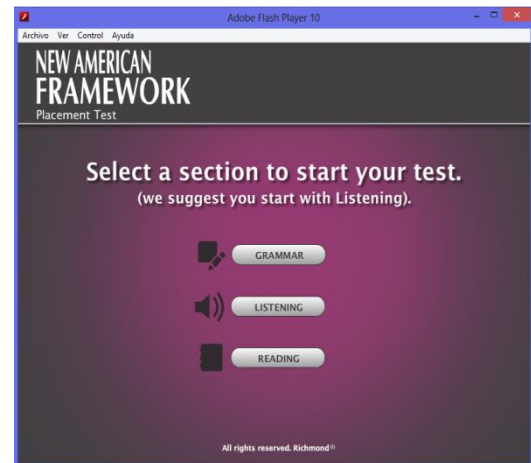 Adobe Flash Player 10
Archivo Ver Control Ayuda
NEW AMERICAN
FRAMEWORK
Placement Test
Select a section to start your test.
(we suggest you start with Listening).
GRAMMAR
LISTENING
READING
All rights reserved. Richmond®